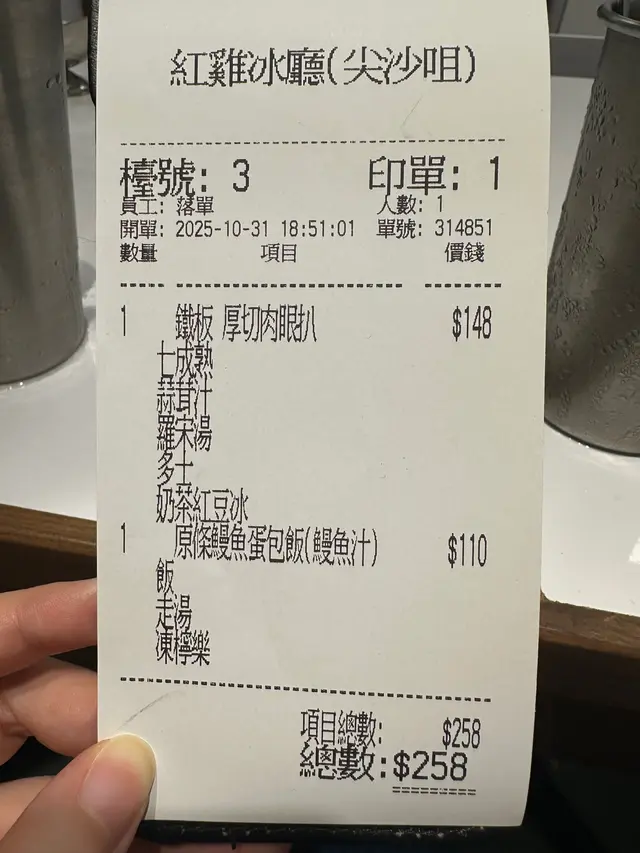 紅雞冰廳(尖沙咀)
檯號: 3 印單: 1
員工: 落單 人數: 1
開單: 2025-10-31 18:51:01 單號: 314851
數量 項目 價錢
1 鐵板 厚切肉眼扒 $148
七成熟
蒜茸汁
羅宋湯
多士
奶茶紅豆冰
1 原條鰻魚蛋包飯(鰻魚汁) $110
飯
走湯
凍檸樂
項目總數: $258
總數:$258